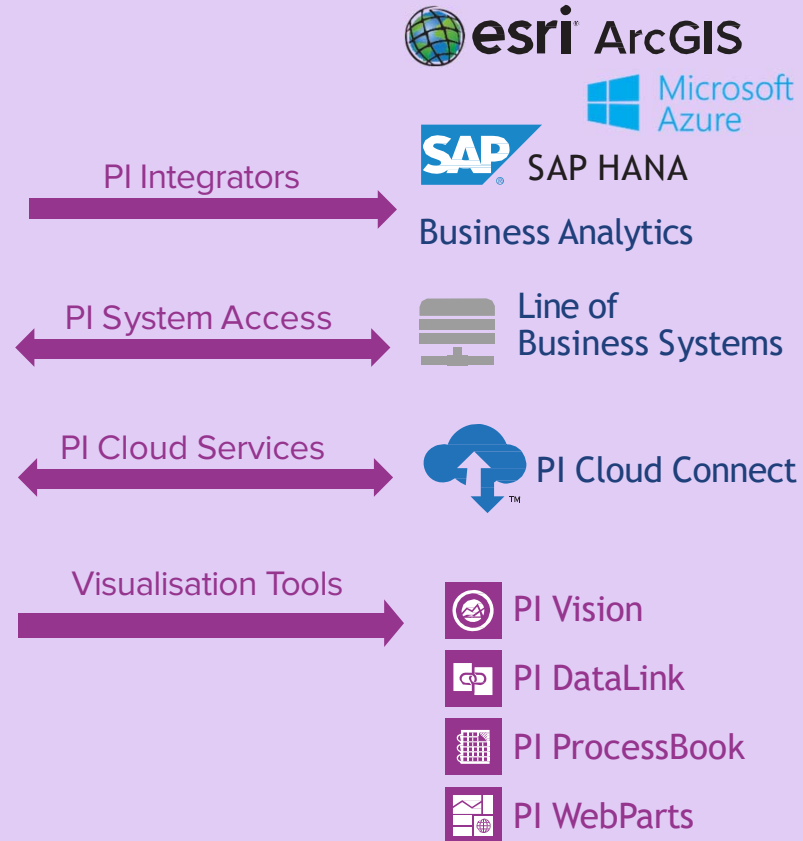 esri ArcGIS
Microsoft
Azure
SAP SAP HANA
PI Integrators
Business Analytics
PI System Access
Line of
Business Systems
PI Cloud Services
PI Cloud Connect
TM
Visualisation Tools
PI Vision
PI DataLink
PI ProcessBook
PI WebParts